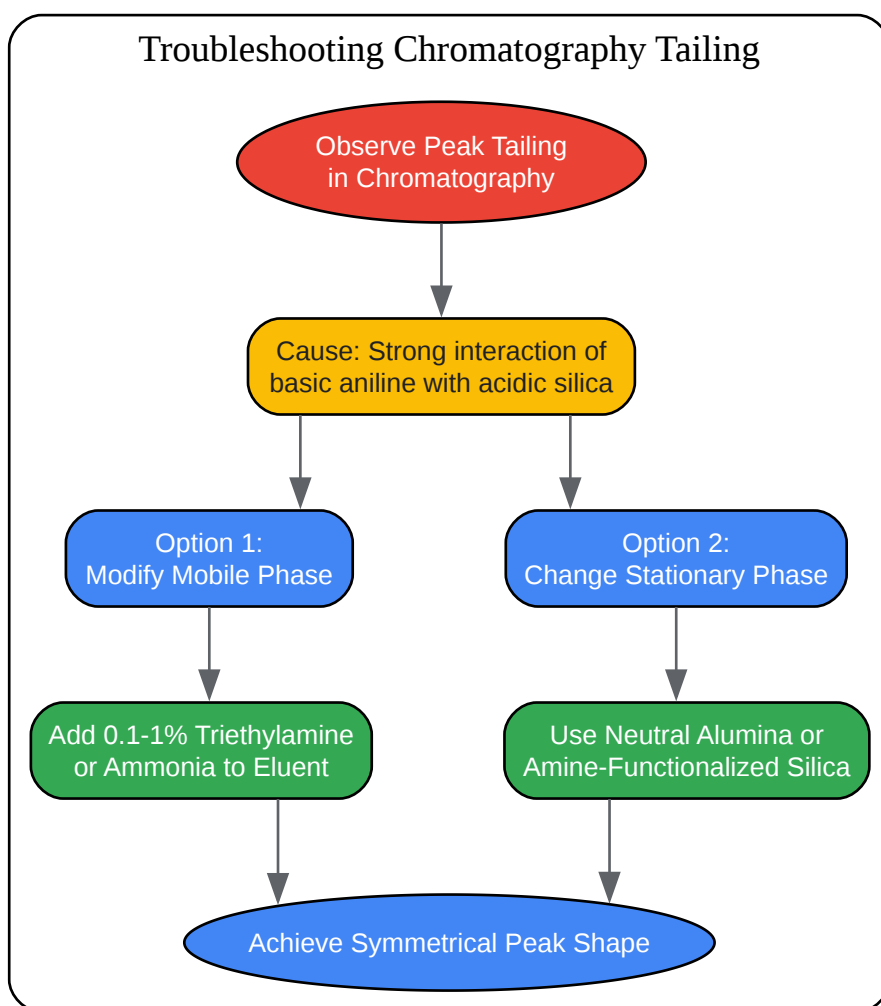 Troubleshooting Chromatography Tailing
Observe Peak Tailing
in Chromatography
Cause: Strong interaction of
basic aniline with acidic silica
Option 1:
Modify Mobile Phase
Option 2:
Change Stationary Phase
Add 0.1-1% Triethylamine
or Ammonia to Eluent
Use Neutral Alumina or
Amine-Functionalized Silica
Achieve Symmetrical Peak Shape